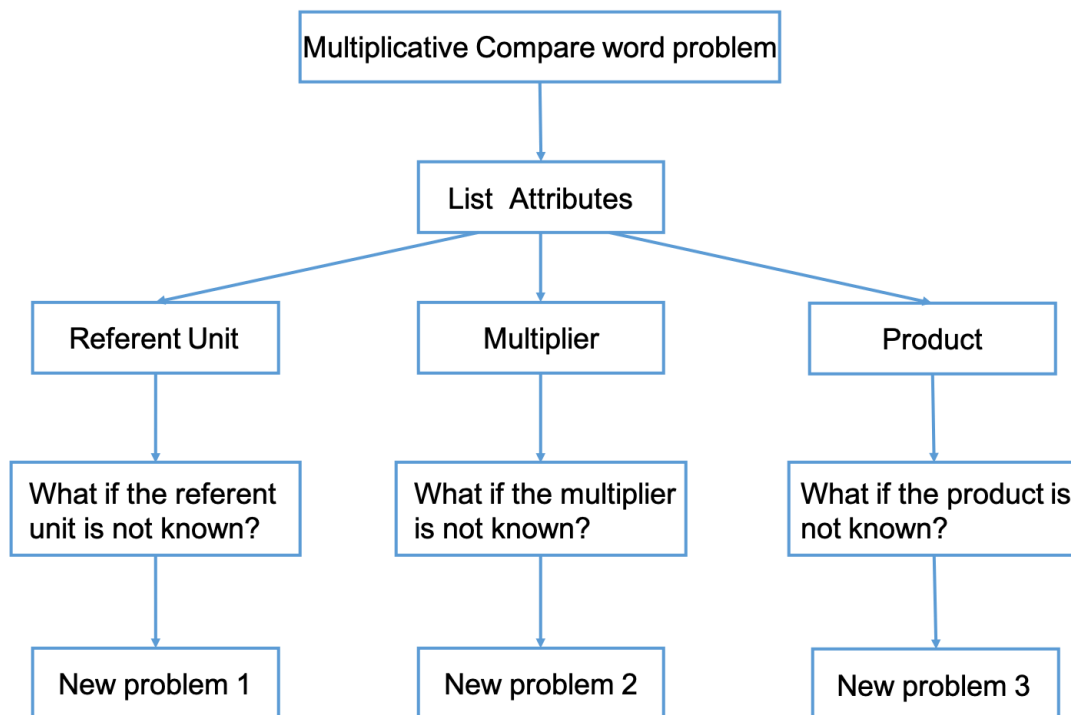 Multiplicative Compare word problem
List Attributes
Referent Unit
Multiplier
Product
What if the referent
unit is not known?
What if the multiplier
is not known?
What if the product is
not known?
New problem 1
New problem 2
New problem 3